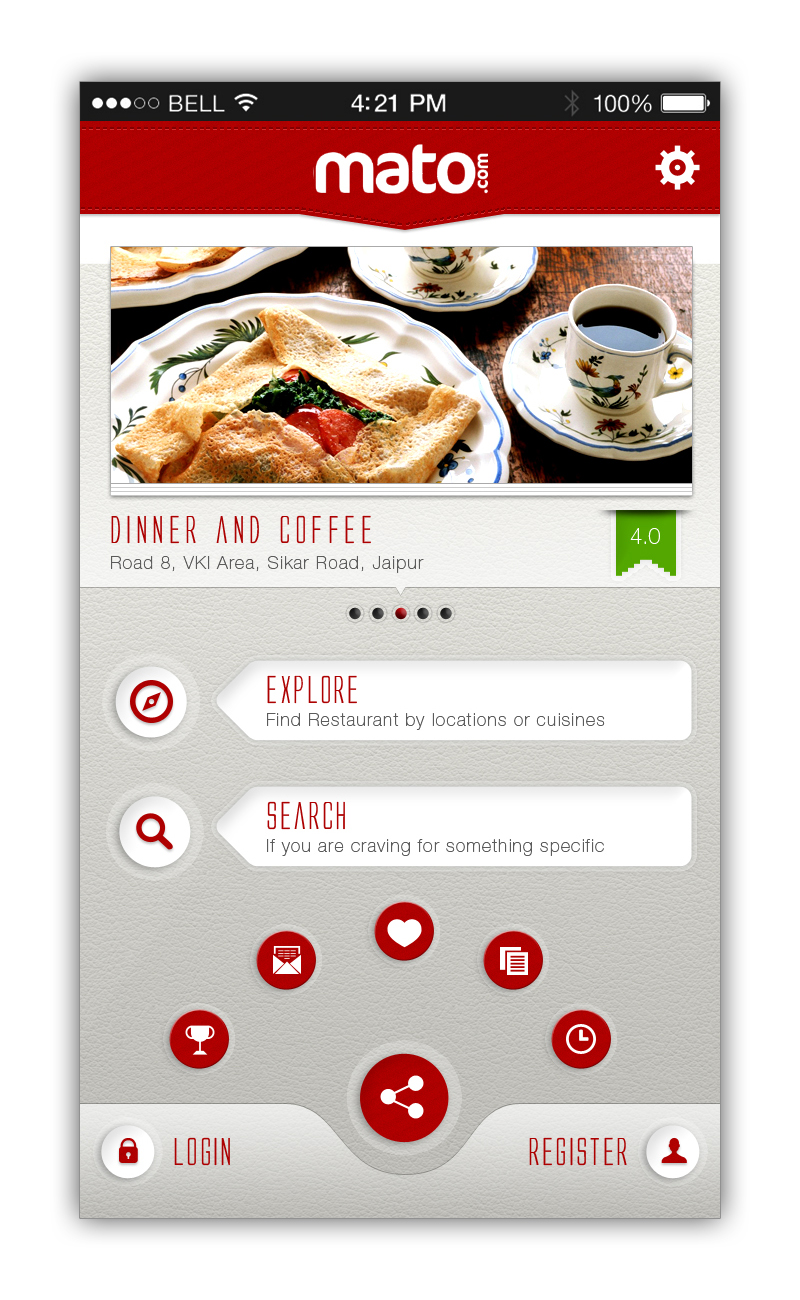 BELL 4:21 PM 100%
mato.com
DINNER AND COFFEE
4.0
Road 8, VKI Area, Sikar Road, Jaipur
EXPLORE
Find Restaurant by locations or cuisines
SEARCH
If you are craving for something specific
LOGIN REGISTER